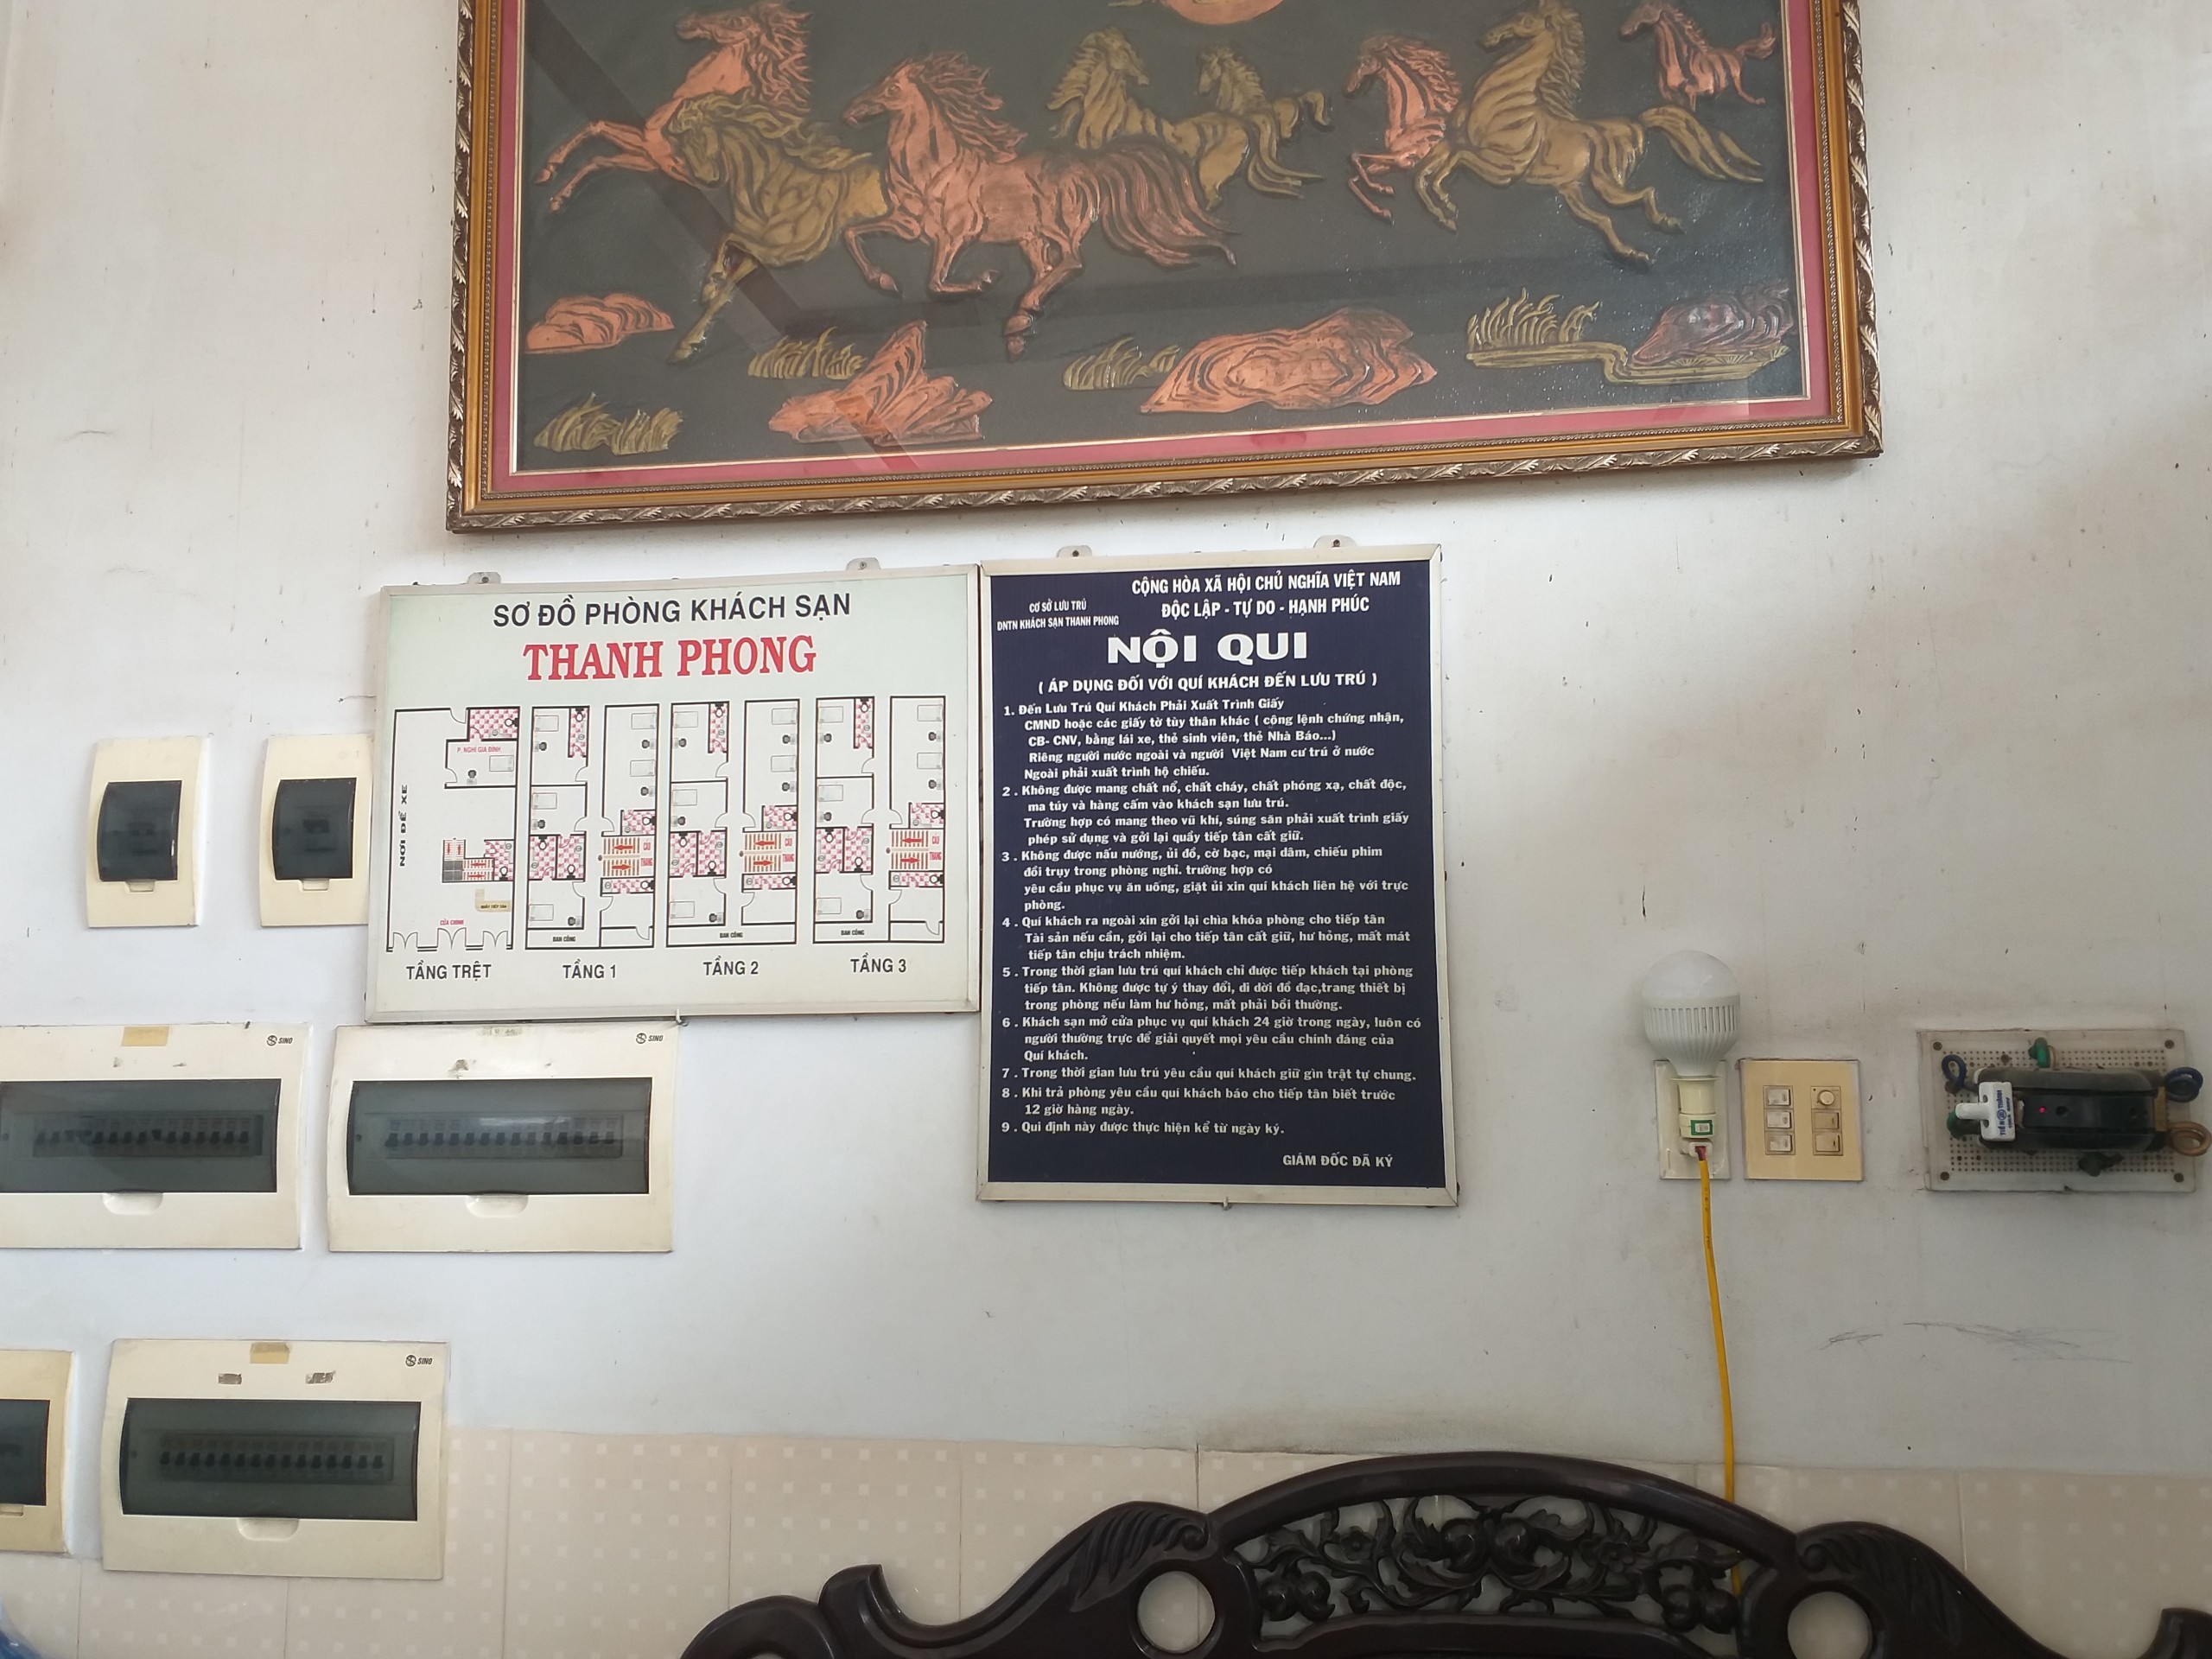 SƠ ĐỒ PHÒNG KHÁCH SẠN
THANH PHONG
P. NGHỈ GIA ĐÌNH
NƠI ĐỂ XE
QUẦY TIẾP TÂN
CỬA CHÍNH
CẦU
THANG
CẦU
THANG
CẦU
THANG
BAN CÔNG
BAN CÔNG
BAN CÔNG
TẦNG TRỆT
TẦNG 1
TẦNG 2
TẦNG 3
CỘNG HÒA XÃ HỘI CHỦ NGHĨA VIỆT NAM
ĐỘC LẬP - TỰ DO - HẠNH PHÚC
CƠ SỞ LƯU TRÚ
DNTN KHÁCH SẠN THANH PHONG
NỘI QUI
( ÁP DỤNG ĐỐI VỚI QUÍ KHÁCH ĐẾN LƯU TRÚ )
1. Đến Lưu Trú Quí Khách Phải Xuất Trình Giấy
CMND hoặc các giấy tờ tùy thân khác ( cộng lệnh chứng nhận,
CB- CNV, bằng lái xe, thẻ sinh viên, thẻ Nhà Báo...)
Riêng người nước ngoài và người Việt Nam cư trú ở nước
Ngoài phải xuất trình hộ chiếu.
2 . Không được mang chất nổ, chất cháy, chất phóng xạ, chất độc,
ma túy và hàng cấm vào khách sạn lưu trú.
Trường hợp có mang theo vũ khí, súng săn phải xuất trình giấy
phép sử dụng và gởi lại quầy tiếp tân cất giữ.
3 . Không được nấu nướng, ủi đồ, cờ bạc, mại dâm, chiếu phim
đồi trụy trong phòng nghỉ. trường hợp có
yêu cầu phục vụ ăn uống, giặt ủi xin quí khách liên hệ với trực
phòng.
4 . Quí khách ra ngoài xin gởi lại chìa khóa phòng cho tiếp tân
Tài sản nếu cần, gởi lại cho tiếp tân cất giữ, hư hỏng, mất mát
tiếp tân chịu trách nhiệm.
5 . Trong thời gian lưu trú quí khách chỉ được tiếp khách tại phòng
tiếp tân. Không được tự ý thay đổi, di dời đồ đạc,trang thiết bị
trong phòng nếu làm hư hỏng, mất phải bồi thường.
6 . Khách sạn mở cửa phục vụ quí khách 24 giờ trong ngày, luôn có
người thường trực để giải quyết mọi yêu cầu chính đáng của
Quí khách.
7 . Trong thời gian lưu trú yêu cầu quí khách giữ gìn trật tự chung.
8 . Khi trả phòng yêu cầu quí khách báo cho tiếp tân biết trước
12 giờ hàng ngày.
9 . Qui định này được thực hiện kể từ ngày ký.
GIÁM ĐỐC ĐÃ KÝ
SINO
SINO
SINO